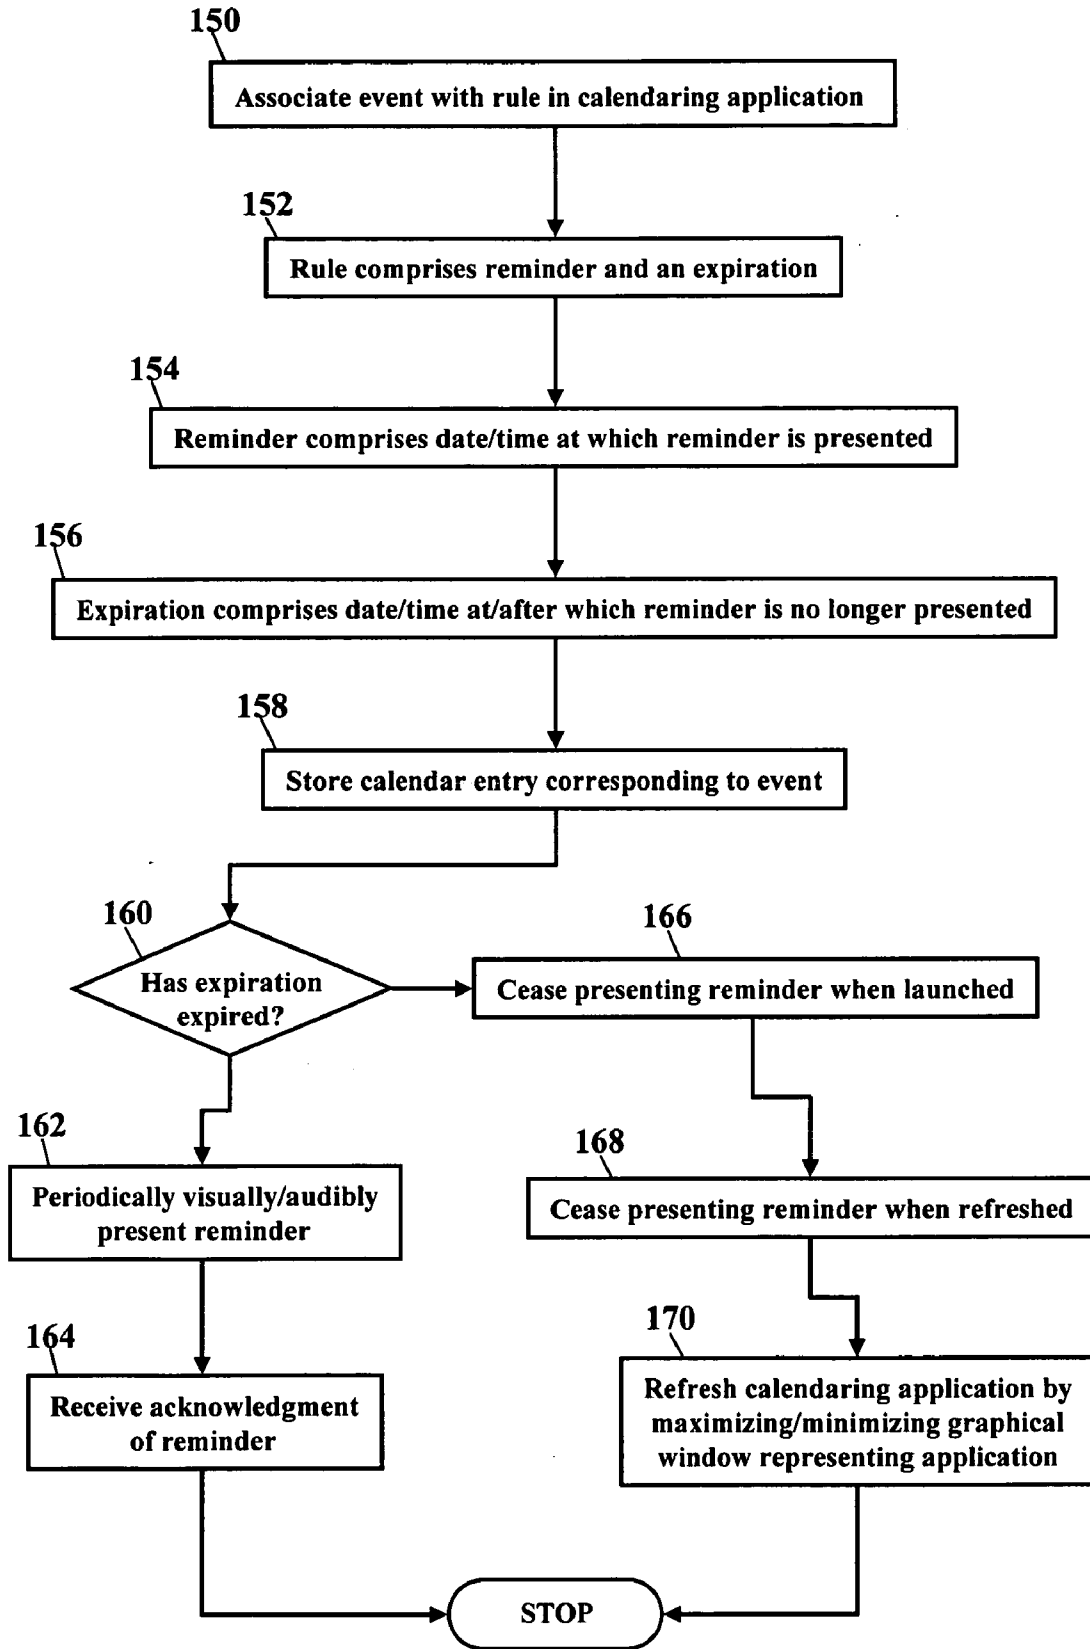 150
Associate event with rule in calendaring application
152
Rule comprises reminder and an expiration
154
Reminder comprises date/time at which reminder is presented
156
Expiration comprises date/time at/after which reminder is no longer presented
158
Store calendar entry corresponding to event
160
Has expiration
expired?
166
Cease presenting reminder when launched
162
Periodically visually/audibly
present reminder
168
Cease presenting reminder when refreshed
164
Receive acknowledgment
of reminder
170
Refresh calendaring application by
maximizing/minimizing graphical
window representing application
STOP